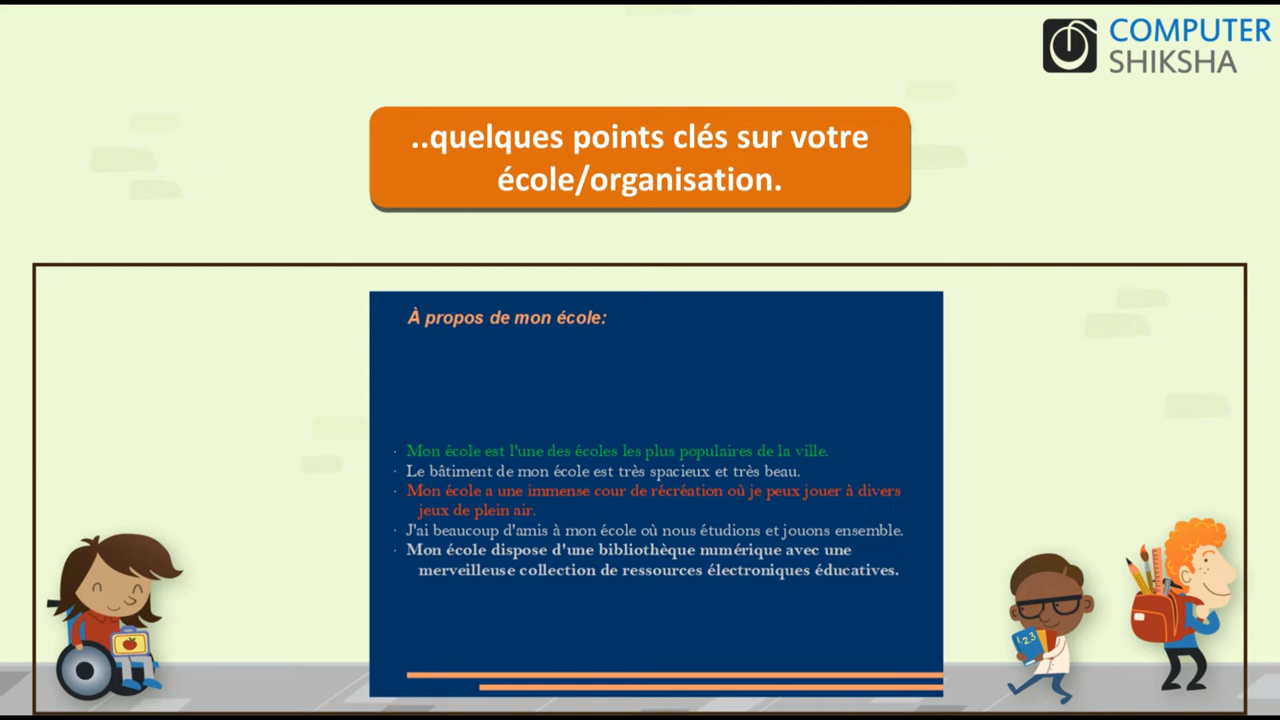 COMPUTER
SHIKSHA
..quelques points clés sur votre
école/organisation.
À propos de mon école:
· Mon école est l'une des écoles les plus populaires de la ville.
· Le bâtiment de mon école est très spacieux et très beau.
· Mon école a une immense cour de récréation où je peux jouer à divers
jeux de plein air.
· J'ai beaucoup d'amis à mon école où nous étudions et jouons ensemble.
· Mon école dispose d'une bibliothèque numérique avec une
merveilleuse collection de ressources électroniques éducatives.
1,2,3